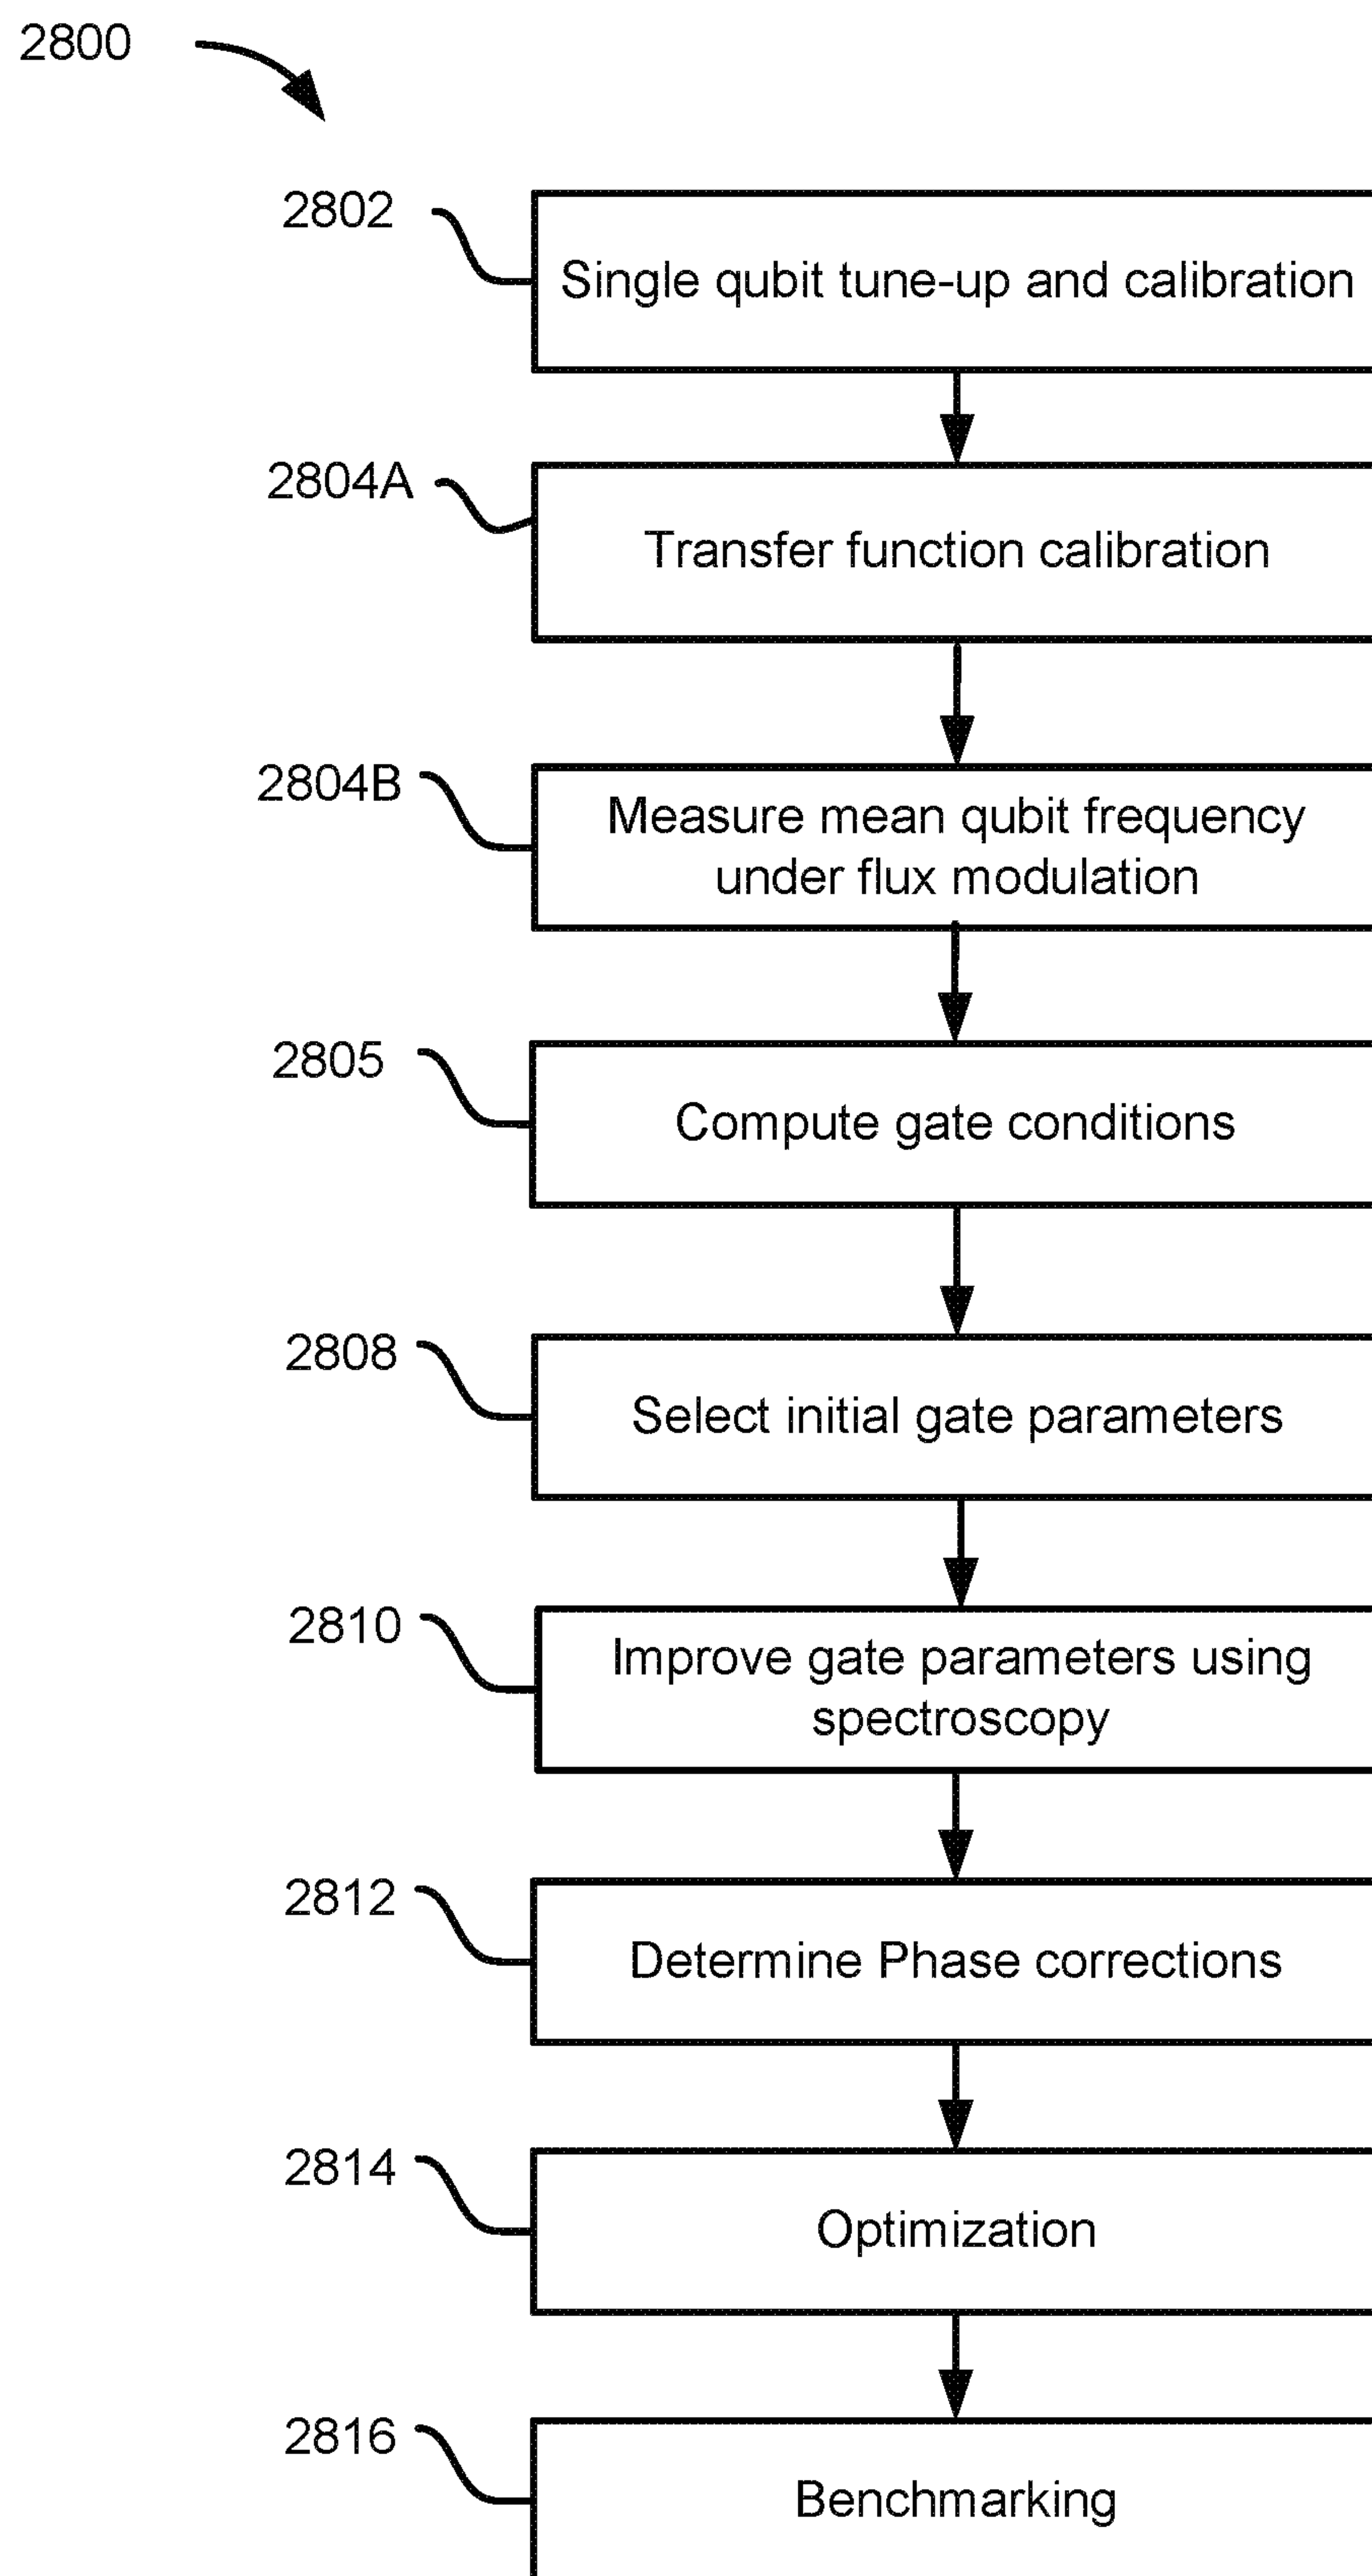 2800
2802
Single qubit tune-up and calibration
2804A
Transfer function calibration
2804B
Measure mean qubit frequency
under flux modulation
2805
Compute gate conditions
2808
Select initial gate parameters
2810
Improve gate parameters using
spectroscopy
2812
Determine Phase corrections
2814
Optimization
2816
Benchmarking